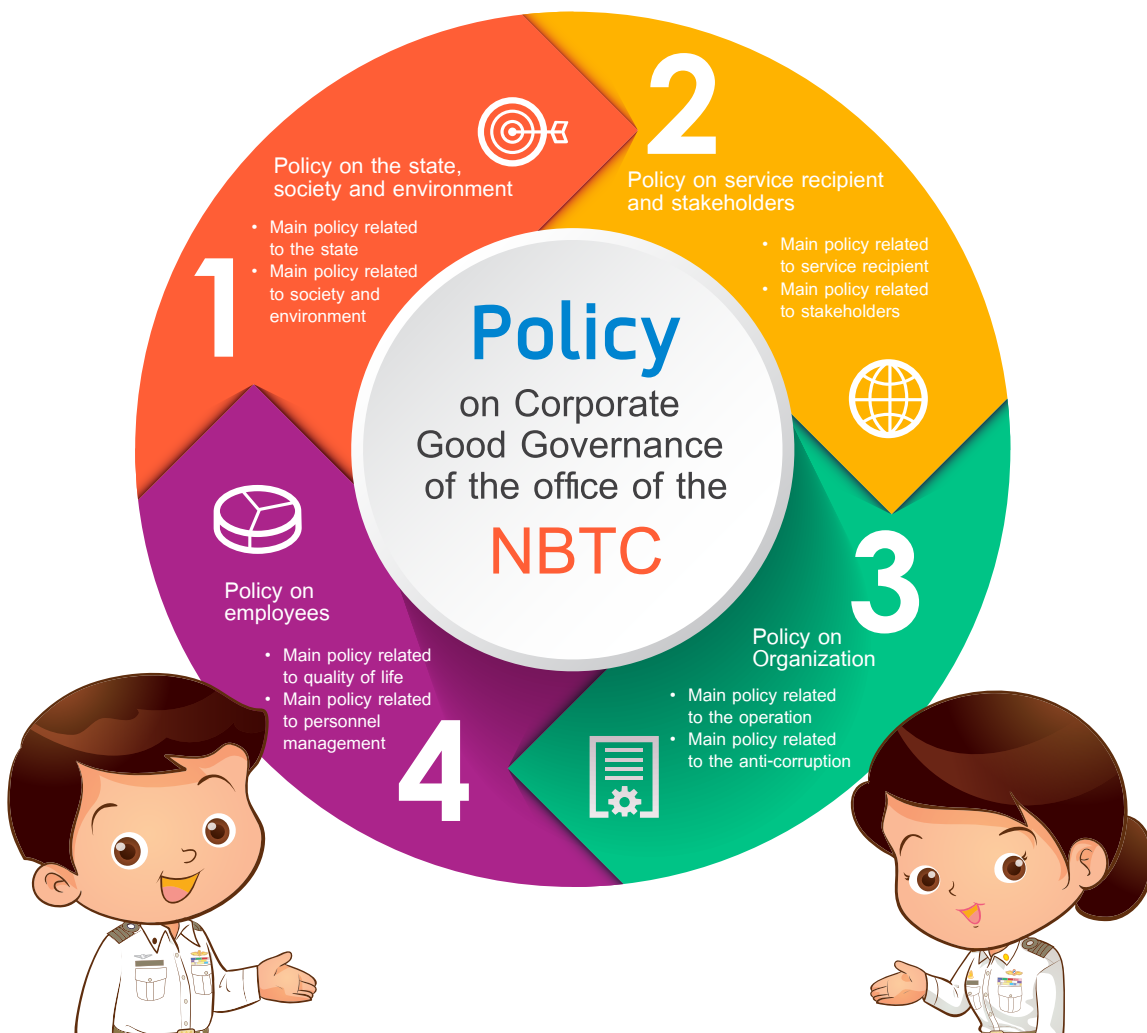 Policy
on Corporate
Good Governance
of the office of the
NBTC
1
Policy on the state,
society and environment
• Main policy related
to the state
• Main policy related
to society and
environment
2
Policy on service recipient
and stakeholders
• Main policy related
to service recipient
• Main policy related
to stakeholders
3
Policy on
Organization
• Main policy related
to the operation
• Main policy related
to the anti-corruption
4
Policy on
employees
• Main policy related
to quality of life
• Main policy related
to personnel
management